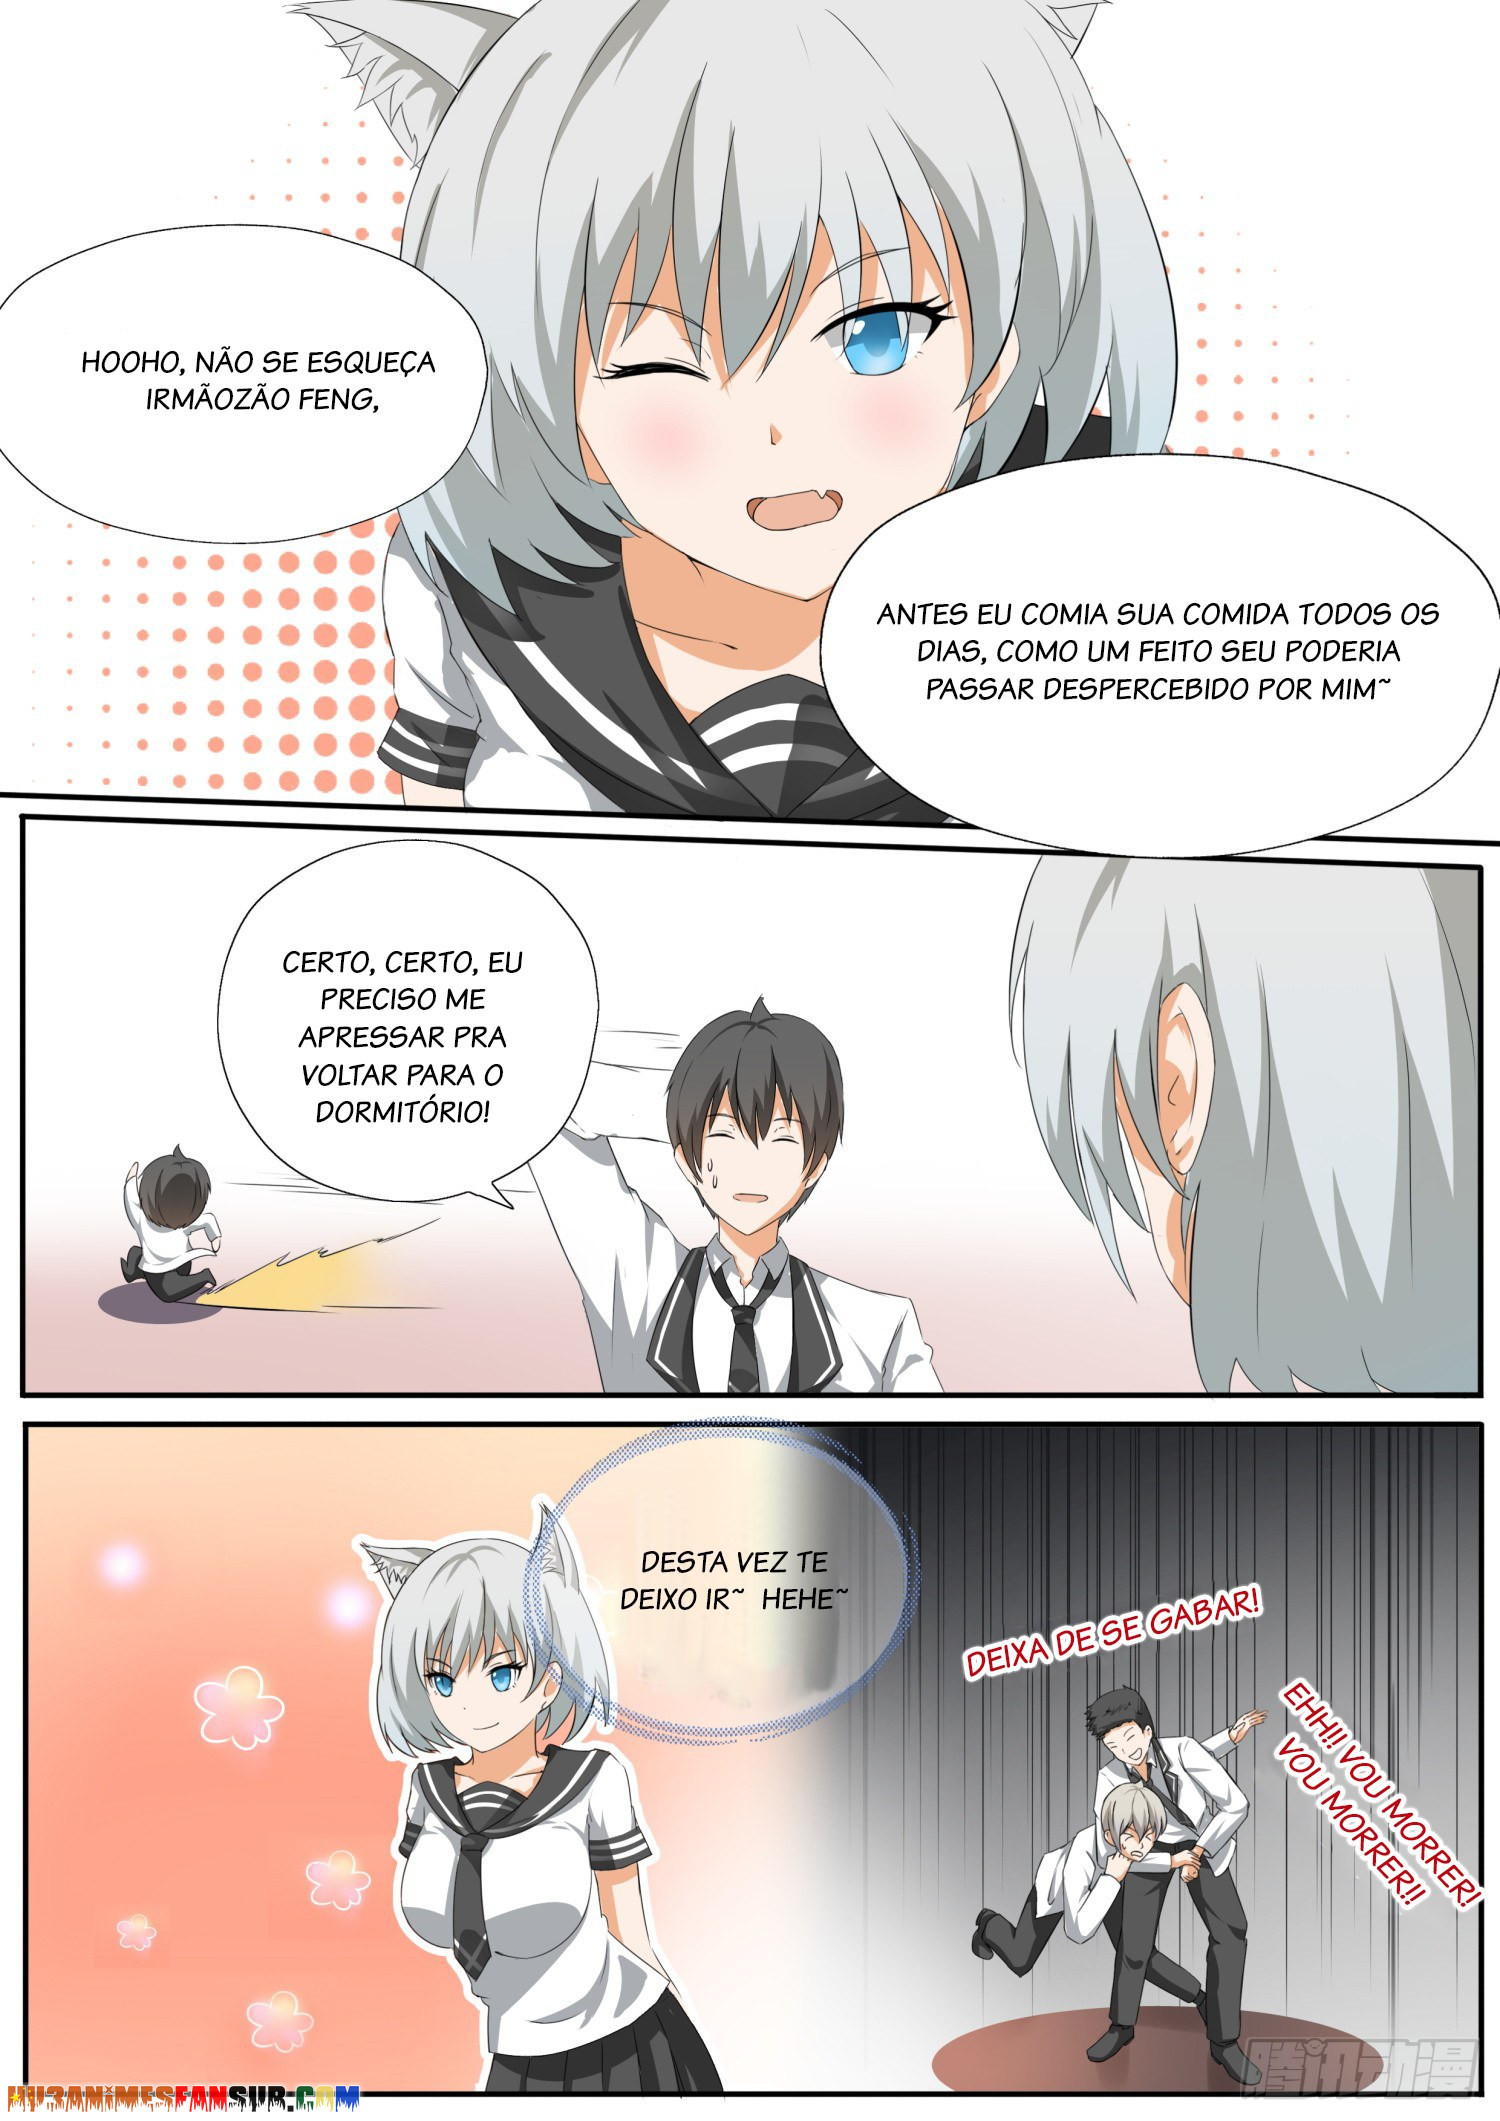 HOOHO, NÃO SE ESQUEÇA
IRMÃOZÃO FENG,
ANTES EU COMIA SUA COMIDA TODOS OS
DIAS, COMO UM FEITO SEU PODERIA
PASSAR DESPERCEBIDO POR MIM~
CERTO, CERTO, EU
PRECISO ME
APRESSAR PRA
VOLTAR PARA O
DORMITÓRIO!
DESTA VEZ TE
DEIXO IR~ HEHE~
DEIXA DE SE GABAR!
EHH!! VOU MORRER!
VOU MORRER!!
HU3ANIMESFANSUB.COM
腾讯动漫